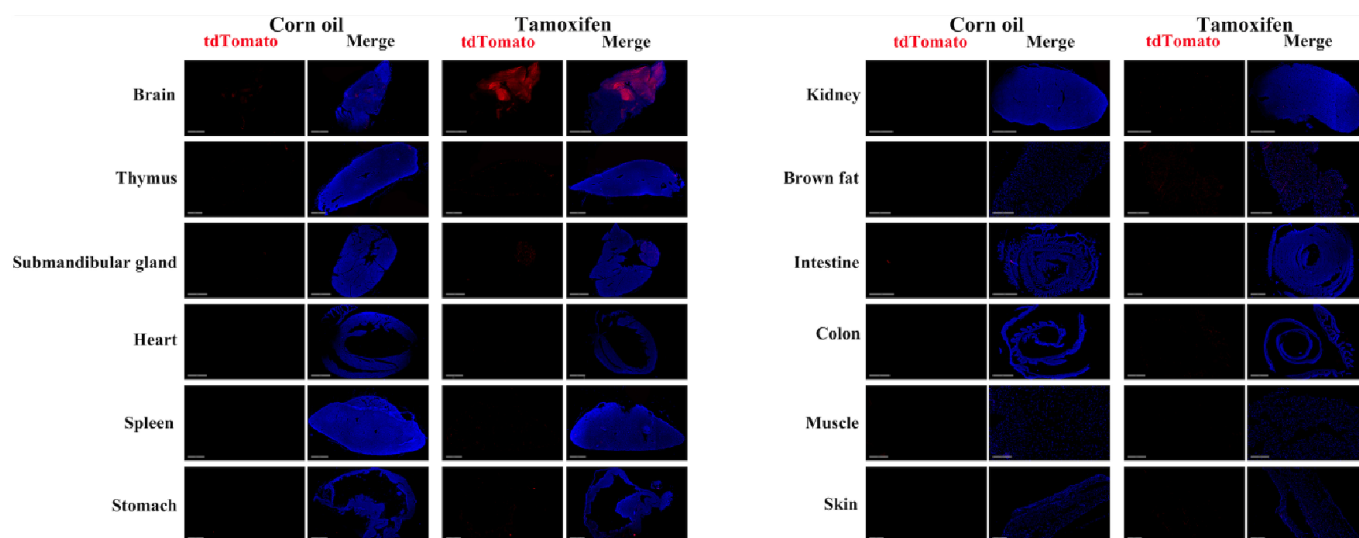 Corn oil Tamoxifen Corn oil Tamoxifen
tdTomato Merge tdTomato Merge tdTomato Merge tdTomato Merge
Brain Kidney
Thymus Brown fat
Submandibular gland Intestine
Heart Colon
Spleen Muscle
Stomach Skin